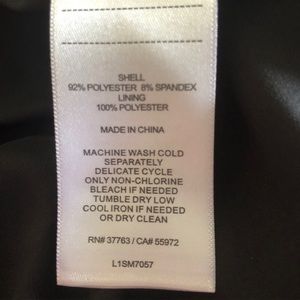 SHELL
92% POLYESTER 8% SPANDEX
LINING
100% POLYESTER
MADE IN CHINA
MACHINE WASH COLD
SEPARATELY
DELICATE CYCLE
ONLY NON-CHLORINE
BLEACH IF NEEDED
TUMBLE DRY LOW
COOL IRON IF NEEDED
OR DRY CLEAN
RN# 37763 / CA# 55972
L1SM7057